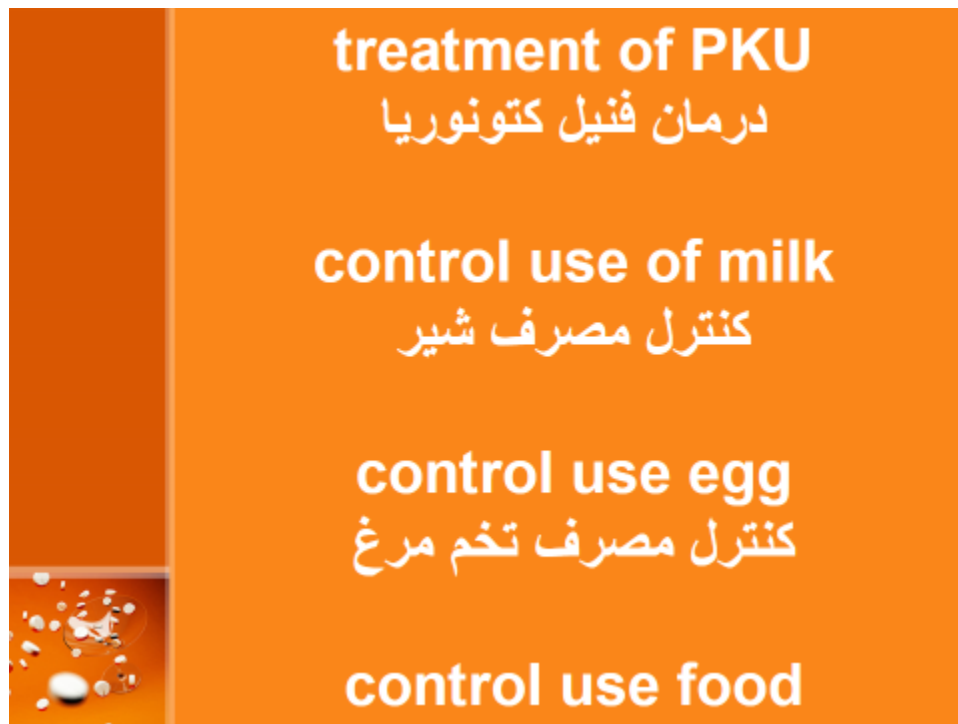 treatment of PKU
درمان فنیل کتونوریا
control use of milk
کنترل مصرف شیر
control use egg
کنترل مصرف تخم مرغ
control use food